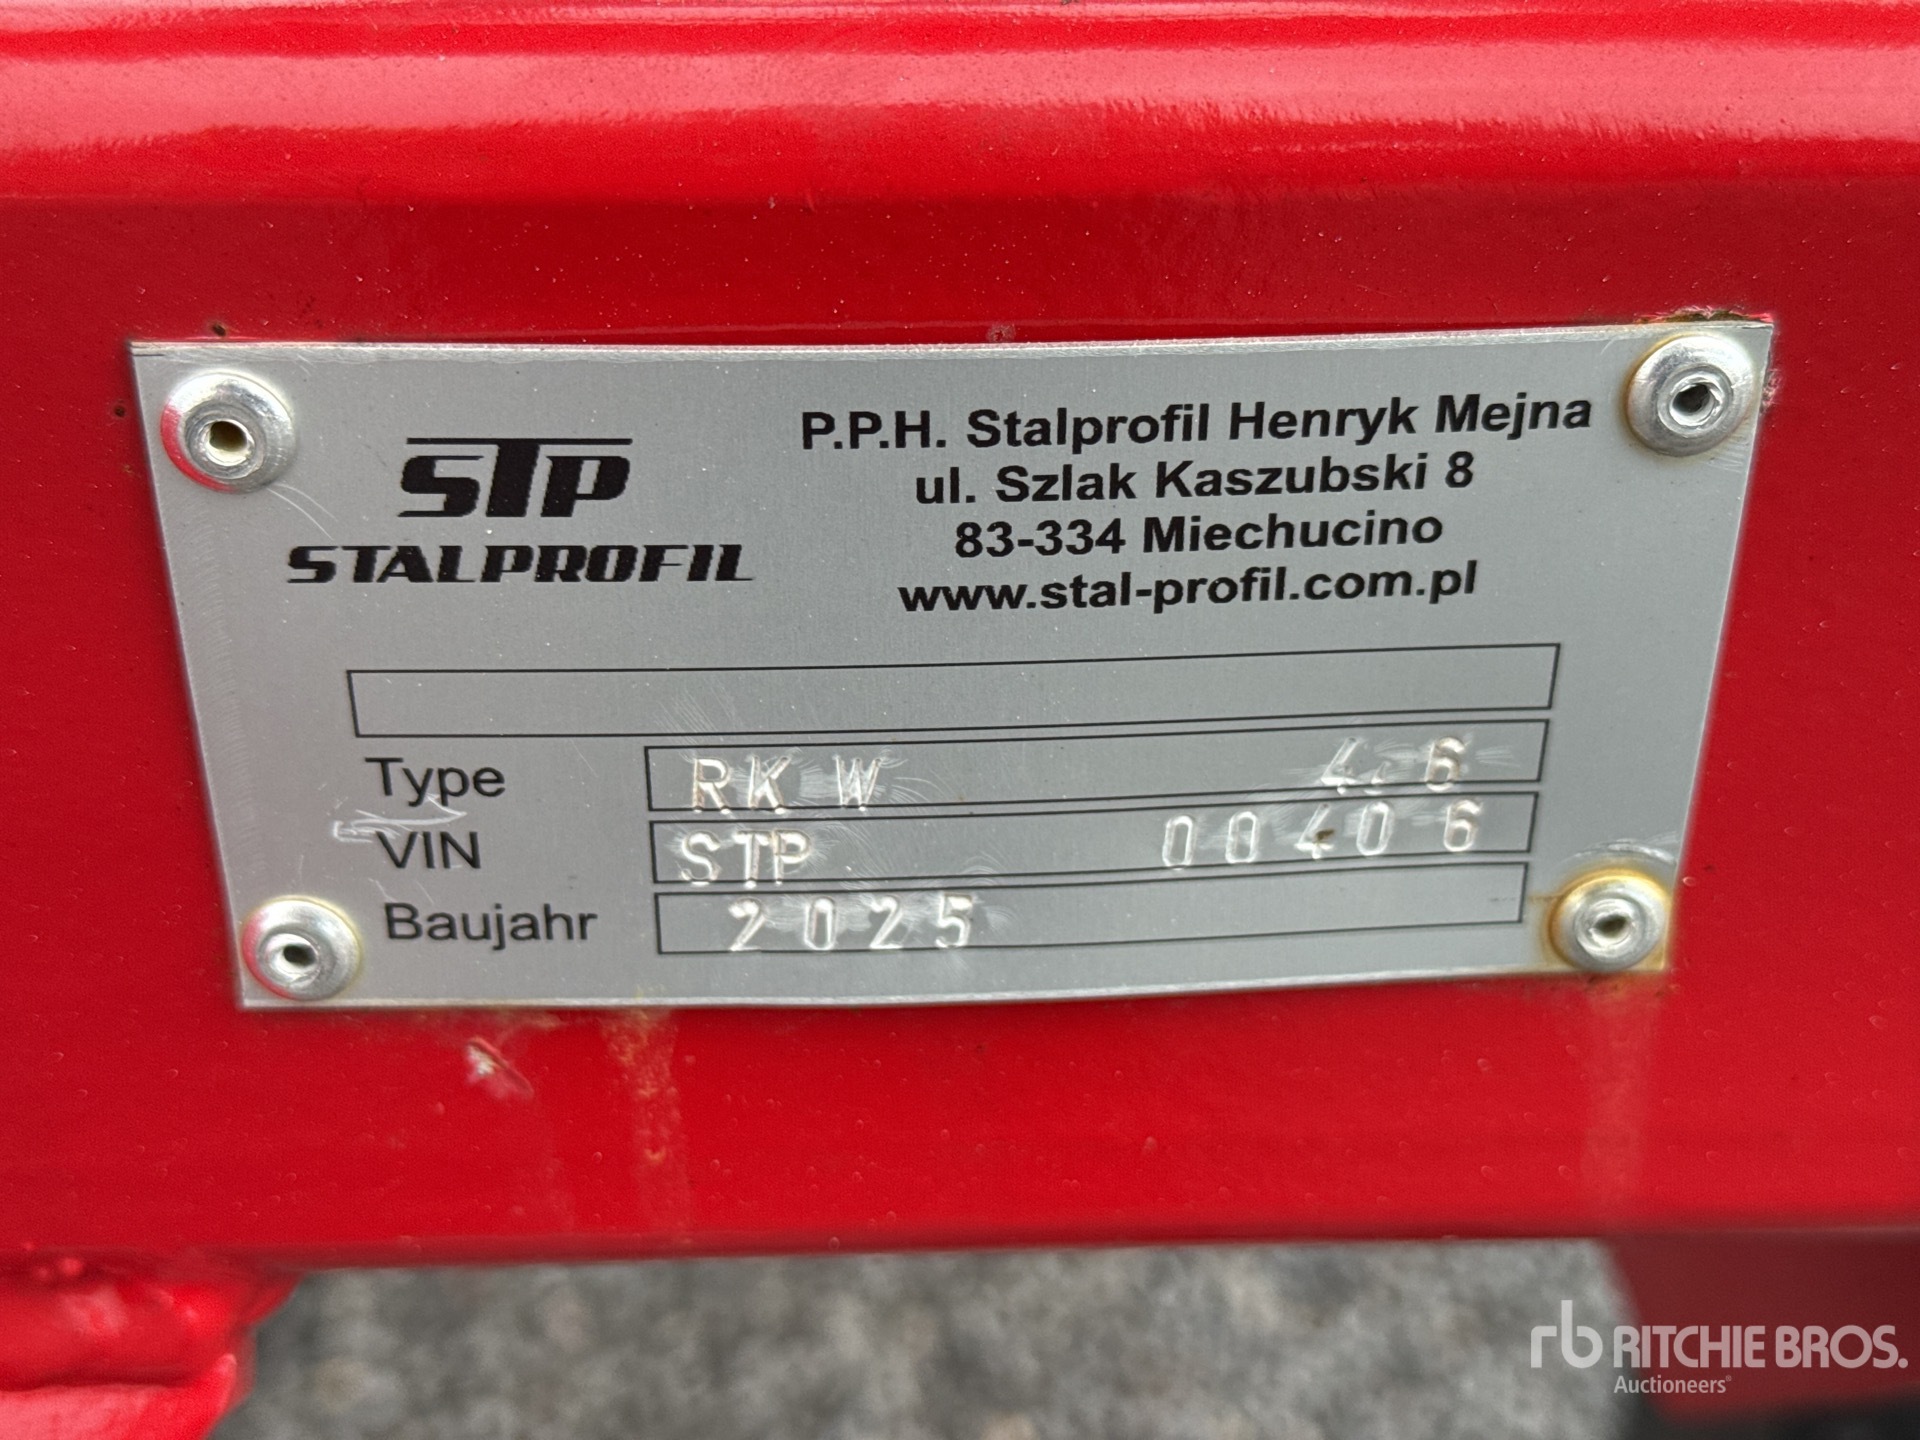 STP
STALPROFIL
P.P.H. Stalprofil Henryk Mejna
ul. Szlak Kaszubski 8
83-334 Miechucino
www.stal-profil.com.pl
Type RKW 4,6
VIN STP 00406
Baujahr 2025
rb RITCHIE BROS.
Auctioneers®